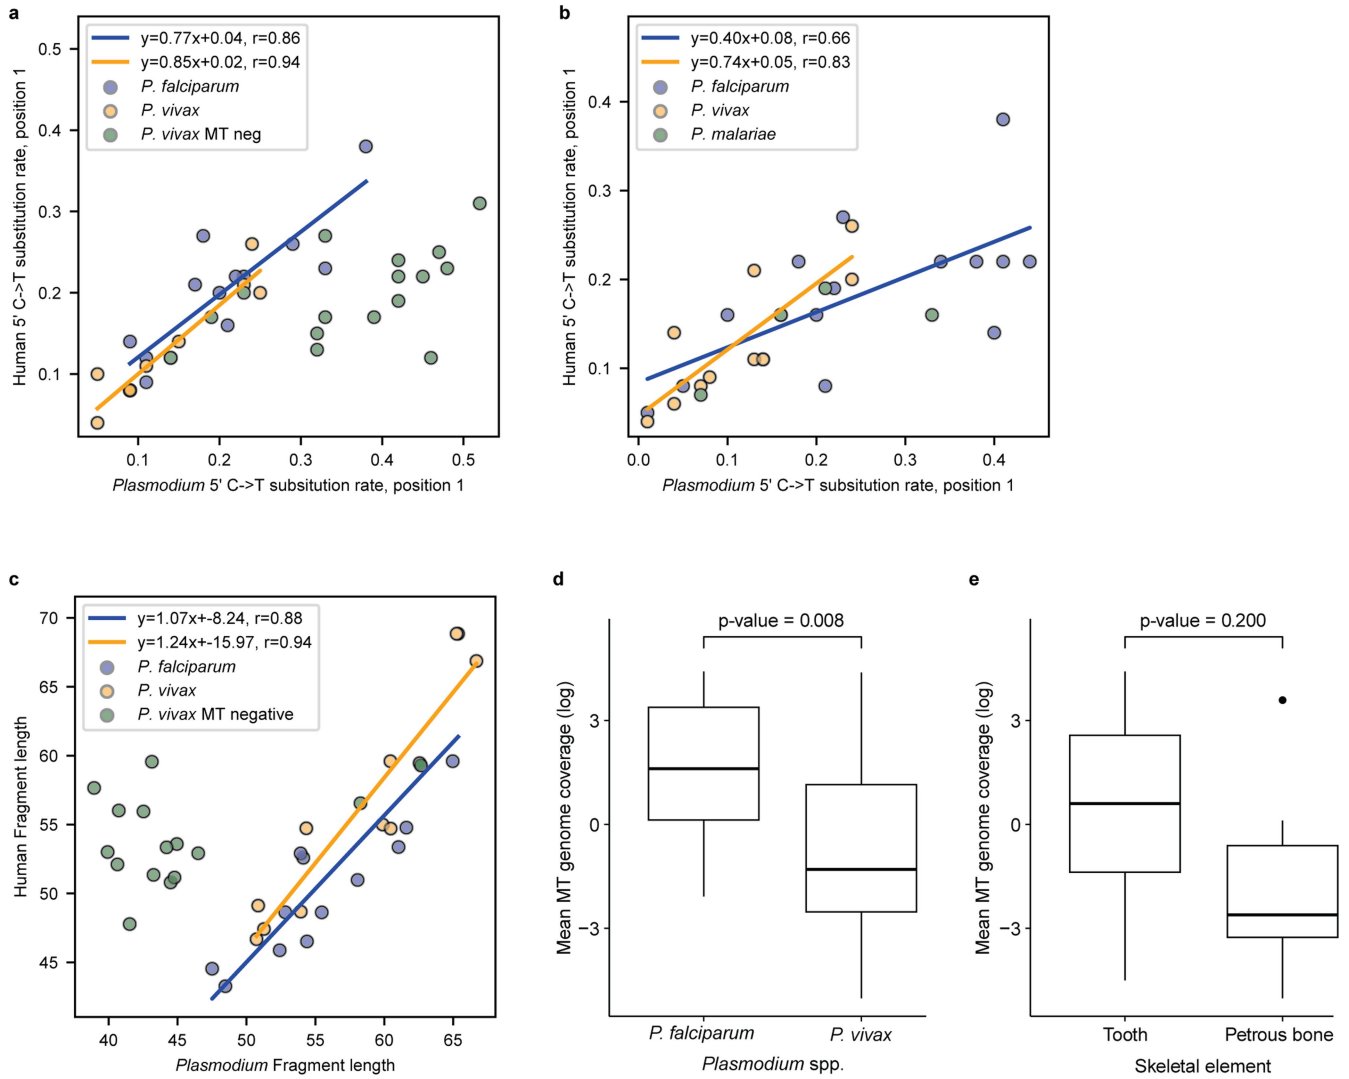 a
y=0.77x+0.04, r=0.86
y=0.85x+0.02, r=0.94
P. falciparum
P. vivax
P. vivax MT neg
Human 5' C->T substitution rate, position 1
0.5
0.4
0.3
0.2
0.1
0.1 0.2 0.3 0.4 0.5
Plasmodium 5' C->T subsitution rate, position 1
b
y=0.40x+0.08, r=0.66
y=0.74x+0.05, r=0.83
P. falciparum
P. vivax
P. malariae
Human 5' C->T substitution rate, position 1
0.4
0.3
0.2
0.1
0.0 0.1 0.2 0.3 0.4
Plasmodium 5' C->T subsitution rate, position 1
c
y=1.07x+-8.24, r=0.88
y=1.24x+-15.97, r=0.94
P. falciparum
P. vivax
P. vivax MT negative
Human Fragment length
70
65
60
55
50
45
40 45 50 55 60 65
Plasmodium Fragment length
d
p-value = 0.008
Mean MT genome coverage (log)
3
0
−3
P. falciparum P. vivax
Plasmodium spp.
e
p-value = 0.200
Mean MT genome coverage (log)
3
0
−3
Tooth Petrous bone
Skeletal element